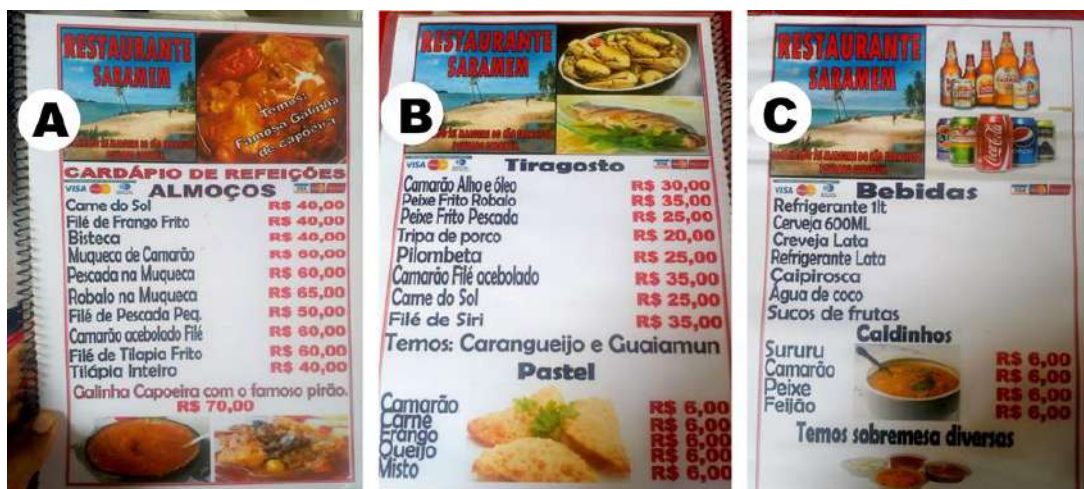 A
RESTAURANTE
SARAMEM
Temos:
Famosa Galinha
de capoeira
CARDÁPIO DE REFEIÇÕES
VISA
ALMOÇOS
Carne do Sol R$ 40,00
Filé de Frango Frito R$ 40,00
Bisteca R$ 40,00
Muqueca de Camarão R$ 60,00
Pescada na Muqueca R$ 60,00
Robalo na Muqueca R$ 65,00
Filé de Pescada Peq. R$ 50,00
Camarão acebolado Filé R$ 60,00
Filé de Tilapia Frito R$ 60,00
Tilápia Inteiro R$ 40,00
Galinha Capoeira com o famoso pirão.
R$ 70,00
B
RESTAURANTE
SARAMEM
VISA
Tiragosto
Camarão Alho e óleo R$ 30,00
Peixe Frito Robalo R$ 35,00
Peixe Frito Pescada R$ 25,00
Tripa de porco R$ 20,00
Pilombeta R$ 25,00
Camarão Filé acebolado R$ 35,00
Carne do Sol R$ 25,00
Filé de Siri R$ 35,00
Temos: Carangueijo e Guaiamun
Pastel
Camarão R$ 6,00
Carne R$ 6,00
Frango R$ 6,00
Queijo R$ 6,00
Misto R$ 6,00
C
RESTAURANTE
SARAMEM
Coca-Cola
VISA
Bebidas
Refrigerante 1lt
Cerveja 600ML
Creveja Lata
Refrigerante Lata
Caipirosca
Água de coco
Sucos de frutas
Caldinhos
Sururu R$ 6,00
Camarão R$ 6,00
Peixe R$ 6,00
Feijão R$ 6,00
Temos sobremesa diversas